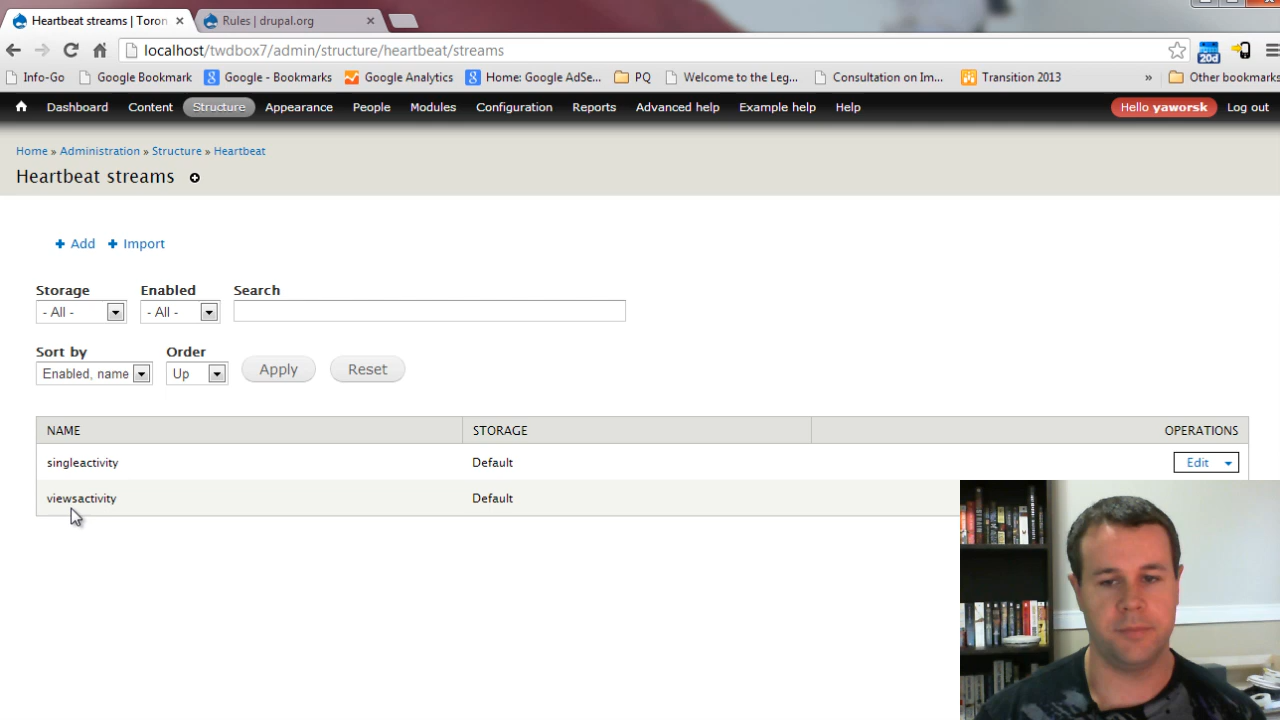 Heartbeat streams | Toron
Rules | drupal.org
localhost/twdbox7/admin/structure/heartbeat/streams
20d
Info-Go Google Bookmark Google - Bookmarks Google Analytics Home: Google AdSe... PQ Welcome to the Leg... Consultation on Im... Transition 2013 » Other bookmarks
Home Content Structure Appearance People Modules Configuration Reports Advanced help Example help Help Hello yaworsk Log out
Home » Administration » Structure » Heartbeat
Heartbeat streams
Add Import
Storage Enabled Search
- All - - All -
Sort by Order
Enabled, name Up Apply Reset
NAME STORAGE OPERATIONS
singleactivity Default Edit
viewsactivity Default